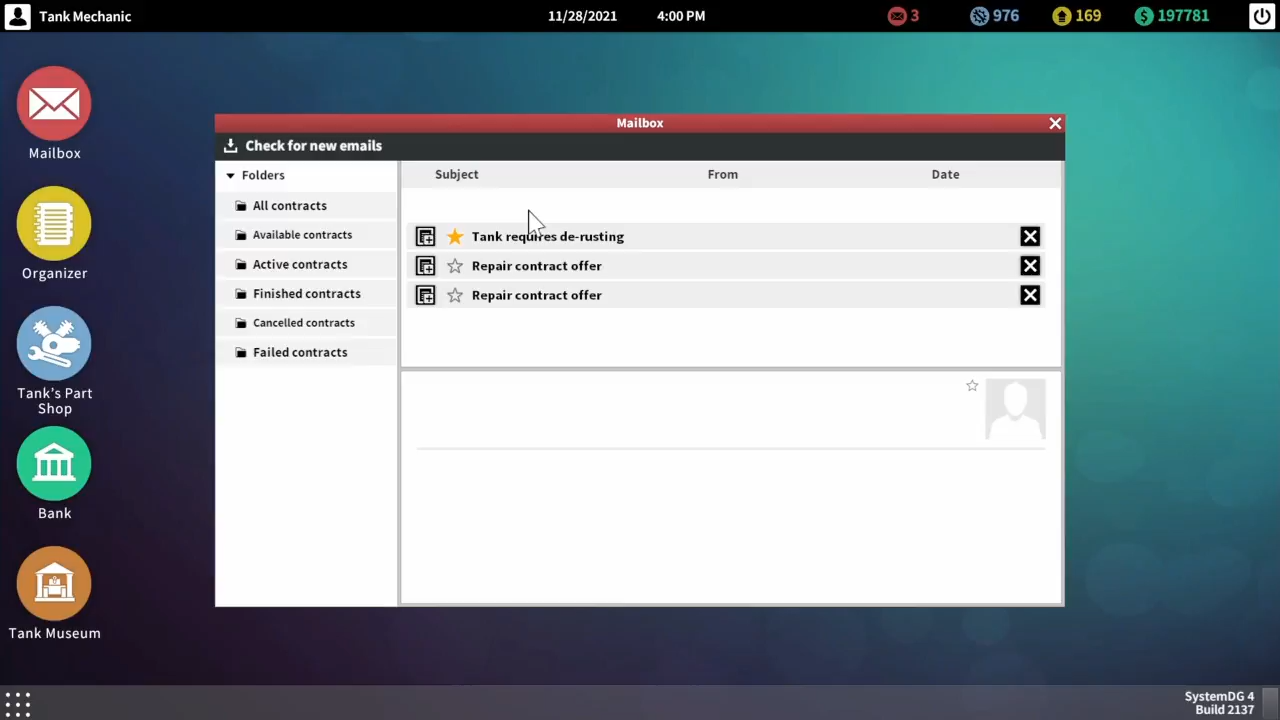 Tank Mechanic
11/28/2021
4:00 PM
3
976
169
197781
Mailbox
Organizer
Tank's Part
Shop
Bank
Tank Museum
Mailbox
Check for new emails
Folders
All contracts
Available contracts
Active contracts
Finished contracts
Cancelled contracts
Failed contracts
Subject From Date
Tank requires de-rusting
Repair contract offer
Repair contract offer
SystemDG 4
Build 2137